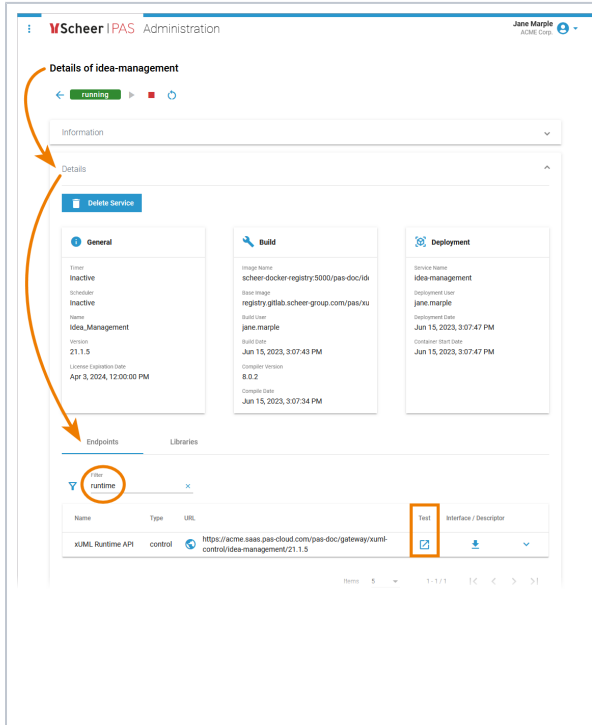 Scheer PAS Administration
Jane Marple
ACME Corp.
Details of idea-management
running
Information
Details
Delete Service
General
Timer
Inactive
Scheduler
Inactive
Name
Idea_Management
Version
21.1.5
License Expiration Date
Apr 3, 2024, 12:00:00 PM
Build
Image Name
scheer-docker-registry:5000/pas-doc/ide
Base Image
registry.gitlab.scheer-group.com/pas/xu
Build User
jane.marple
Build Date
Jun 15, 2023, 3:07:43 PM
Compiler Version
8.0.2
Compile Date
Jun 15, 2023, 3:07:34 PM
Deployment
Service Name
idea-management
Deployment User
jane.marple
Deployment Date
Jun 15, 2023, 3:07:47 PM
Container Start Date
Jun 15, 2023, 3:07:47 PM
Endpoints Libraries
Filter
runtime ×
Name Type URL Test Interface / Descriptor
xUML Runtime API control https://acme.saas.pas-cloud.com/pas-doc/gateway/xuml-
control/idea-management/21.1.5
Items 5 1-1/1